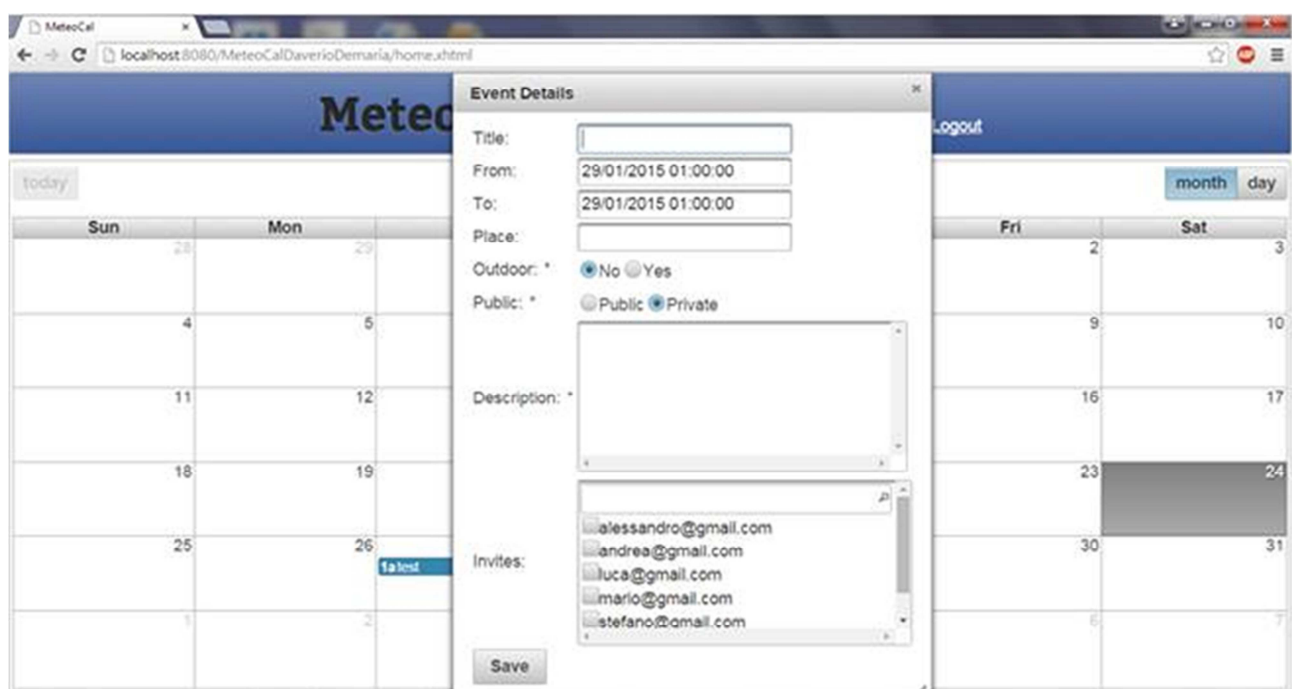 MeteoCal
localhost:8080/MeteoCalDaverioDemaria/home.xhtml
ABP
Meteo
Logout
today
month day
Sun Mon Fri Sat
28 29 2 3
4 5 9 10
11 12 16 17
18 19 23 24
25 26 30 31
1a test
1 2 6 7
Event Details
Title:
From: 29/01/2015 01:00:00
To: 29/01/2015 01:00:00
Place:
Outdoor: * No Yes
Public: * Public Private
Description: *
Invites:
alessandro@gmail.com
andrea@gmail.com
luca@gmail.com
mario@gmail.com
stefano@gmail.com
Save